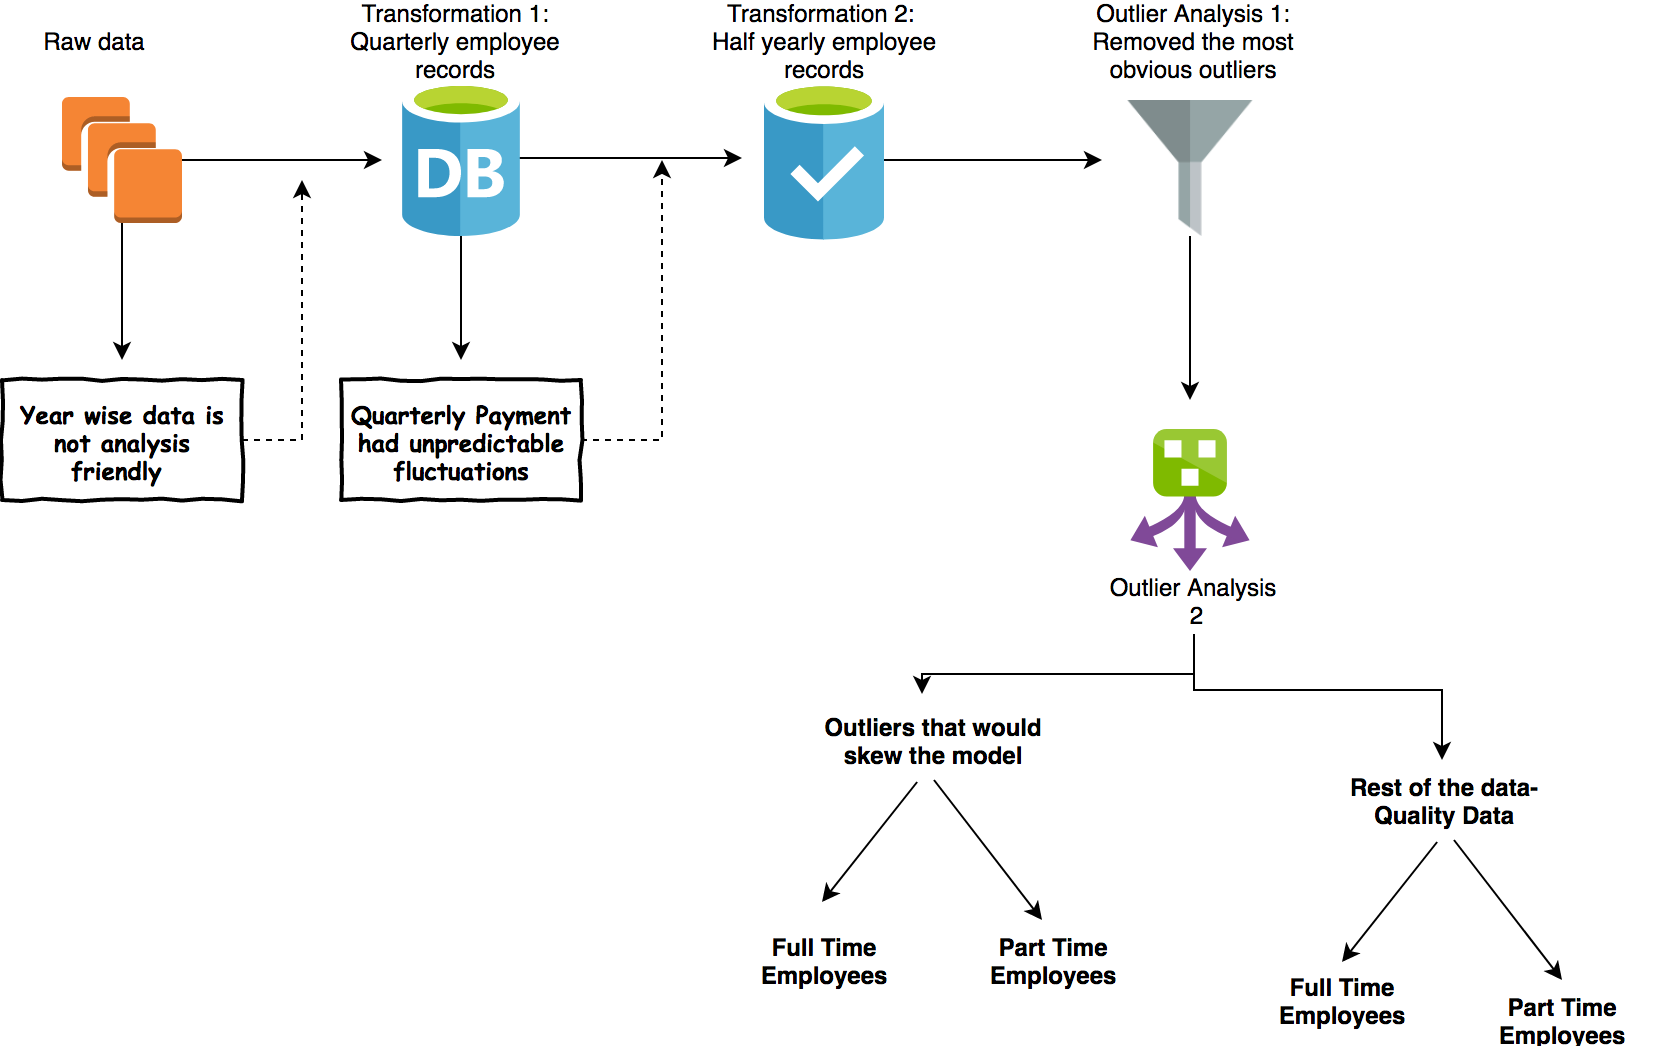 Raw data
Transformation 1:
Quarterly employee
records
Transformation 2:
Half yearly employee
records
Outlier Analysis 1:
Removed the most
obvious outliers
DB
Year wise data is
not analysis
friendly
Quarterly Payment
had unpredictable
fluctuations
Outlier Analysis
2
Outliers that would
skew the model
Rest of the data-
Quality Data
Full Time
Employees
Part Time
Employees
Full Time
Employees
Part Time
Employees